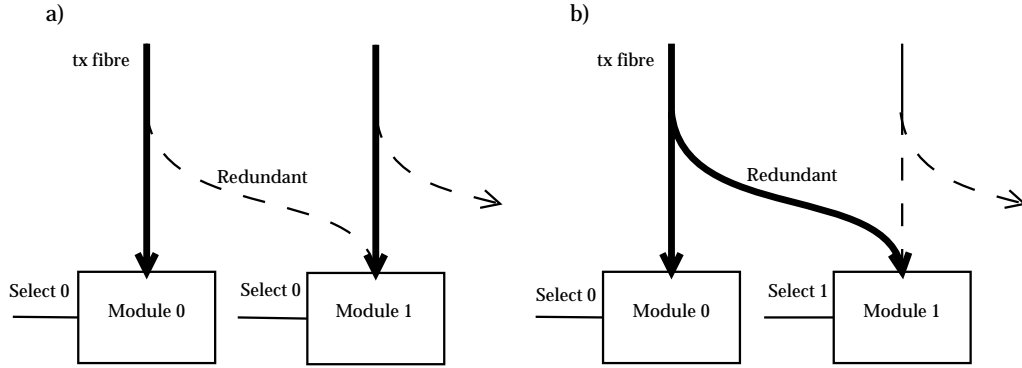 a)
tx fibre
Redundant
Select 0
Module 0
Select 0
Module 1
b)
tx fibre
Redundant
Select 0
Module 0
Select 1
Module 1